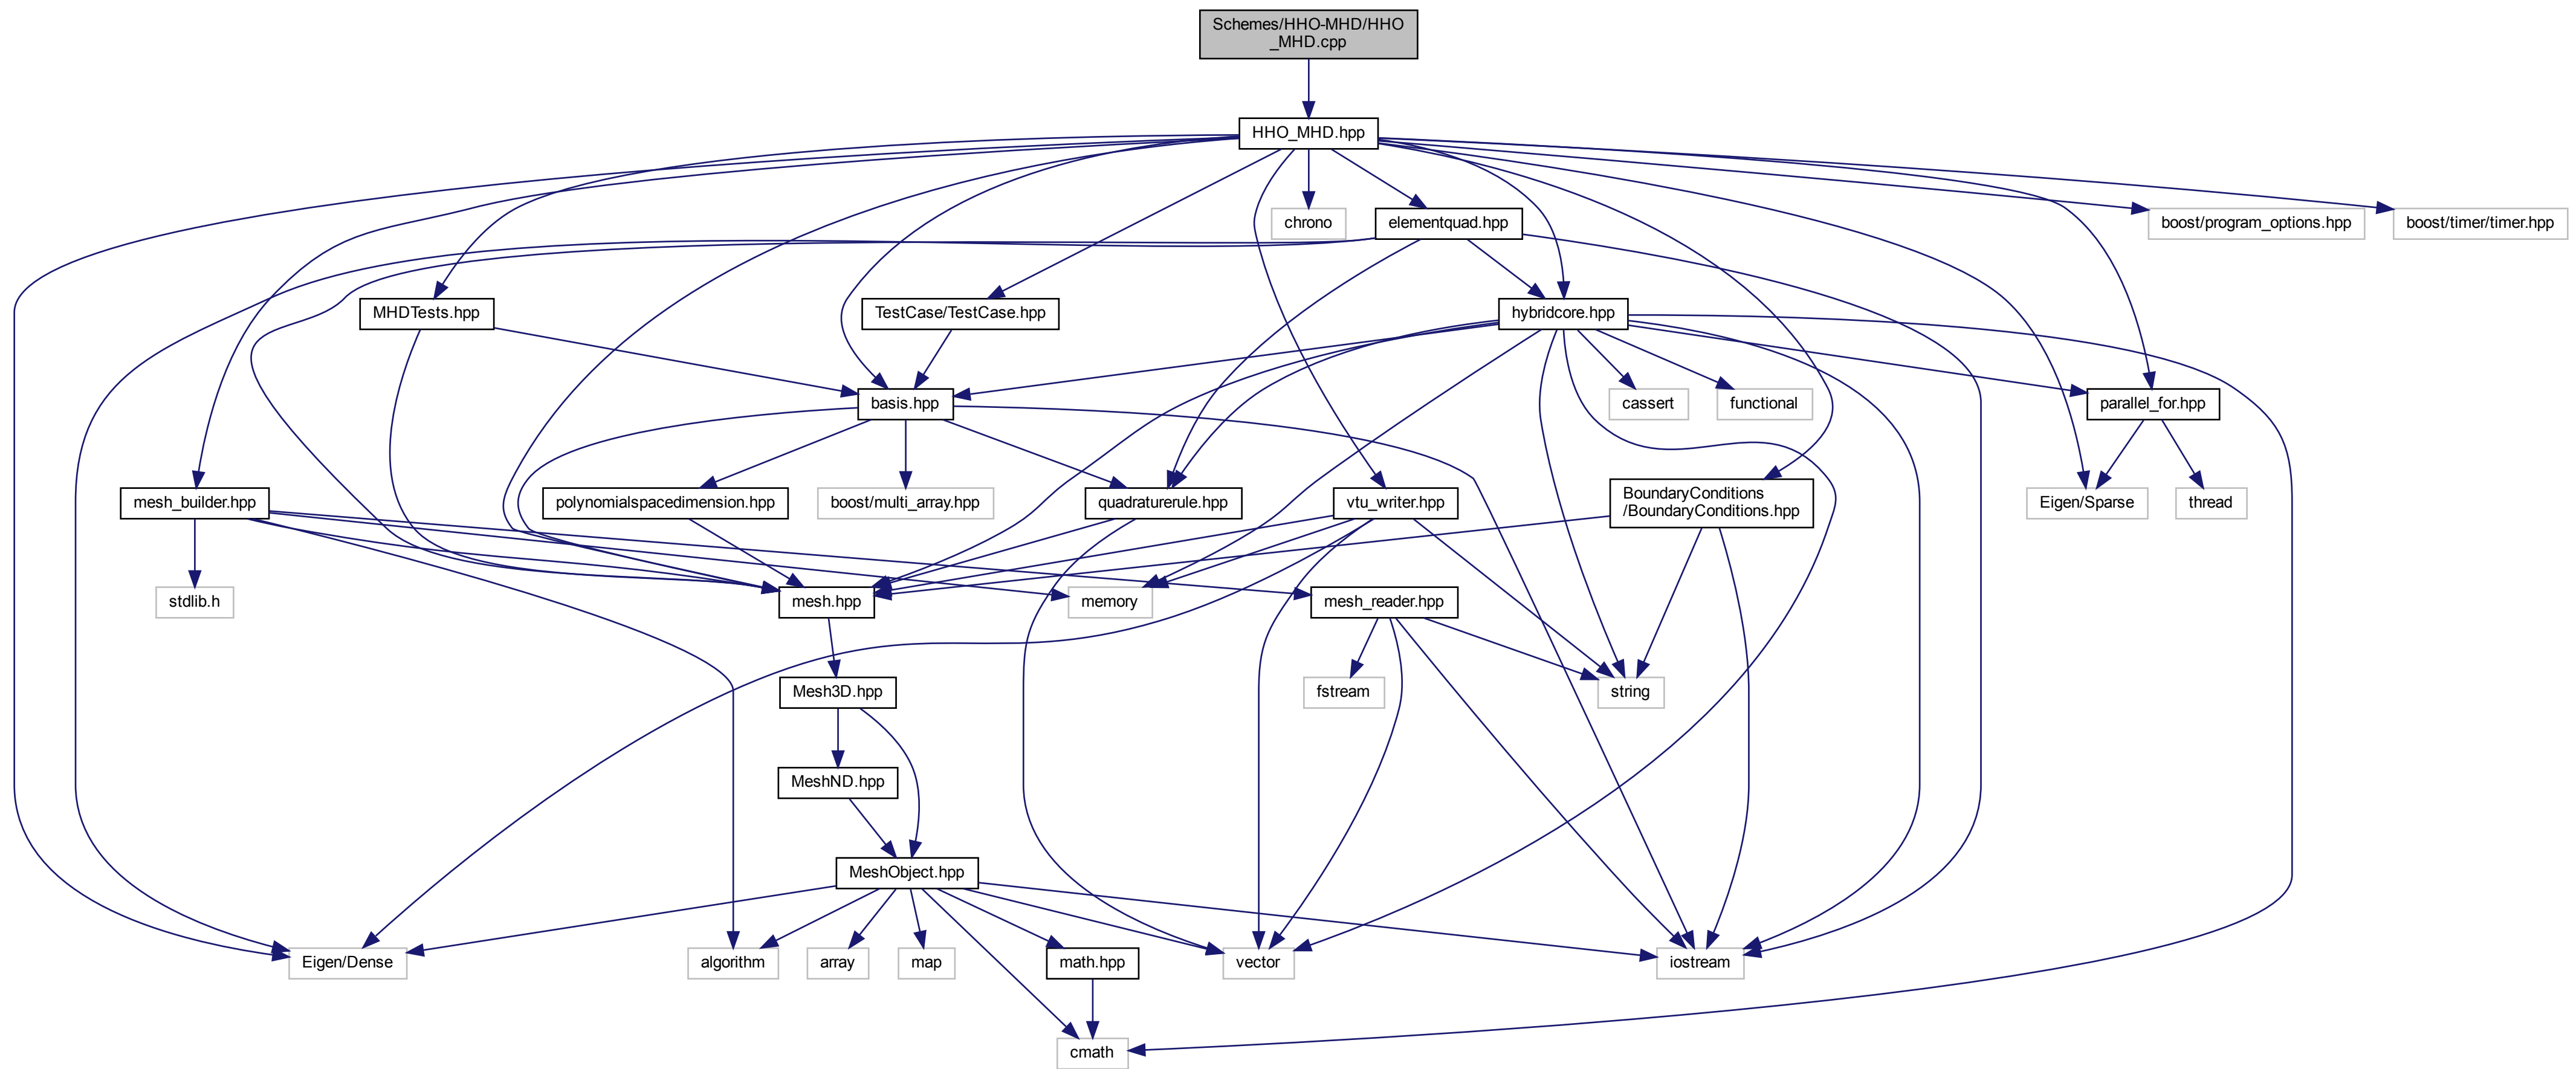 Schemes/HHO-MHD/HHO
_MHD.cpp
HHO_MHD.hpp
chrono
elementquad.hpp
boost/program_options.hpp
boost/timer/timer.hpp
MHDTests.hpp
TestCase/TestCase.hpp
hybridcore.hpp
basis.hpp
cassert
functional
parallel_for.hpp
mesh_builder.hpp
polynomialspacedimension.hpp
boost/multi_array.hpp
quadraturerule.hpp
vtu_writer.hpp
BoundaryConditions
/BoundaryConditions.hpp
Eigen/Sparse
thread
stdlib.h
mesh.hpp
memory
mesh_reader.hpp
Mesh3D.hpp
fstream
string
MeshND.hpp
MeshObject.hpp
Eigen/Dense
algorithm
array
map
math.hpp
vector
iostream
cmath